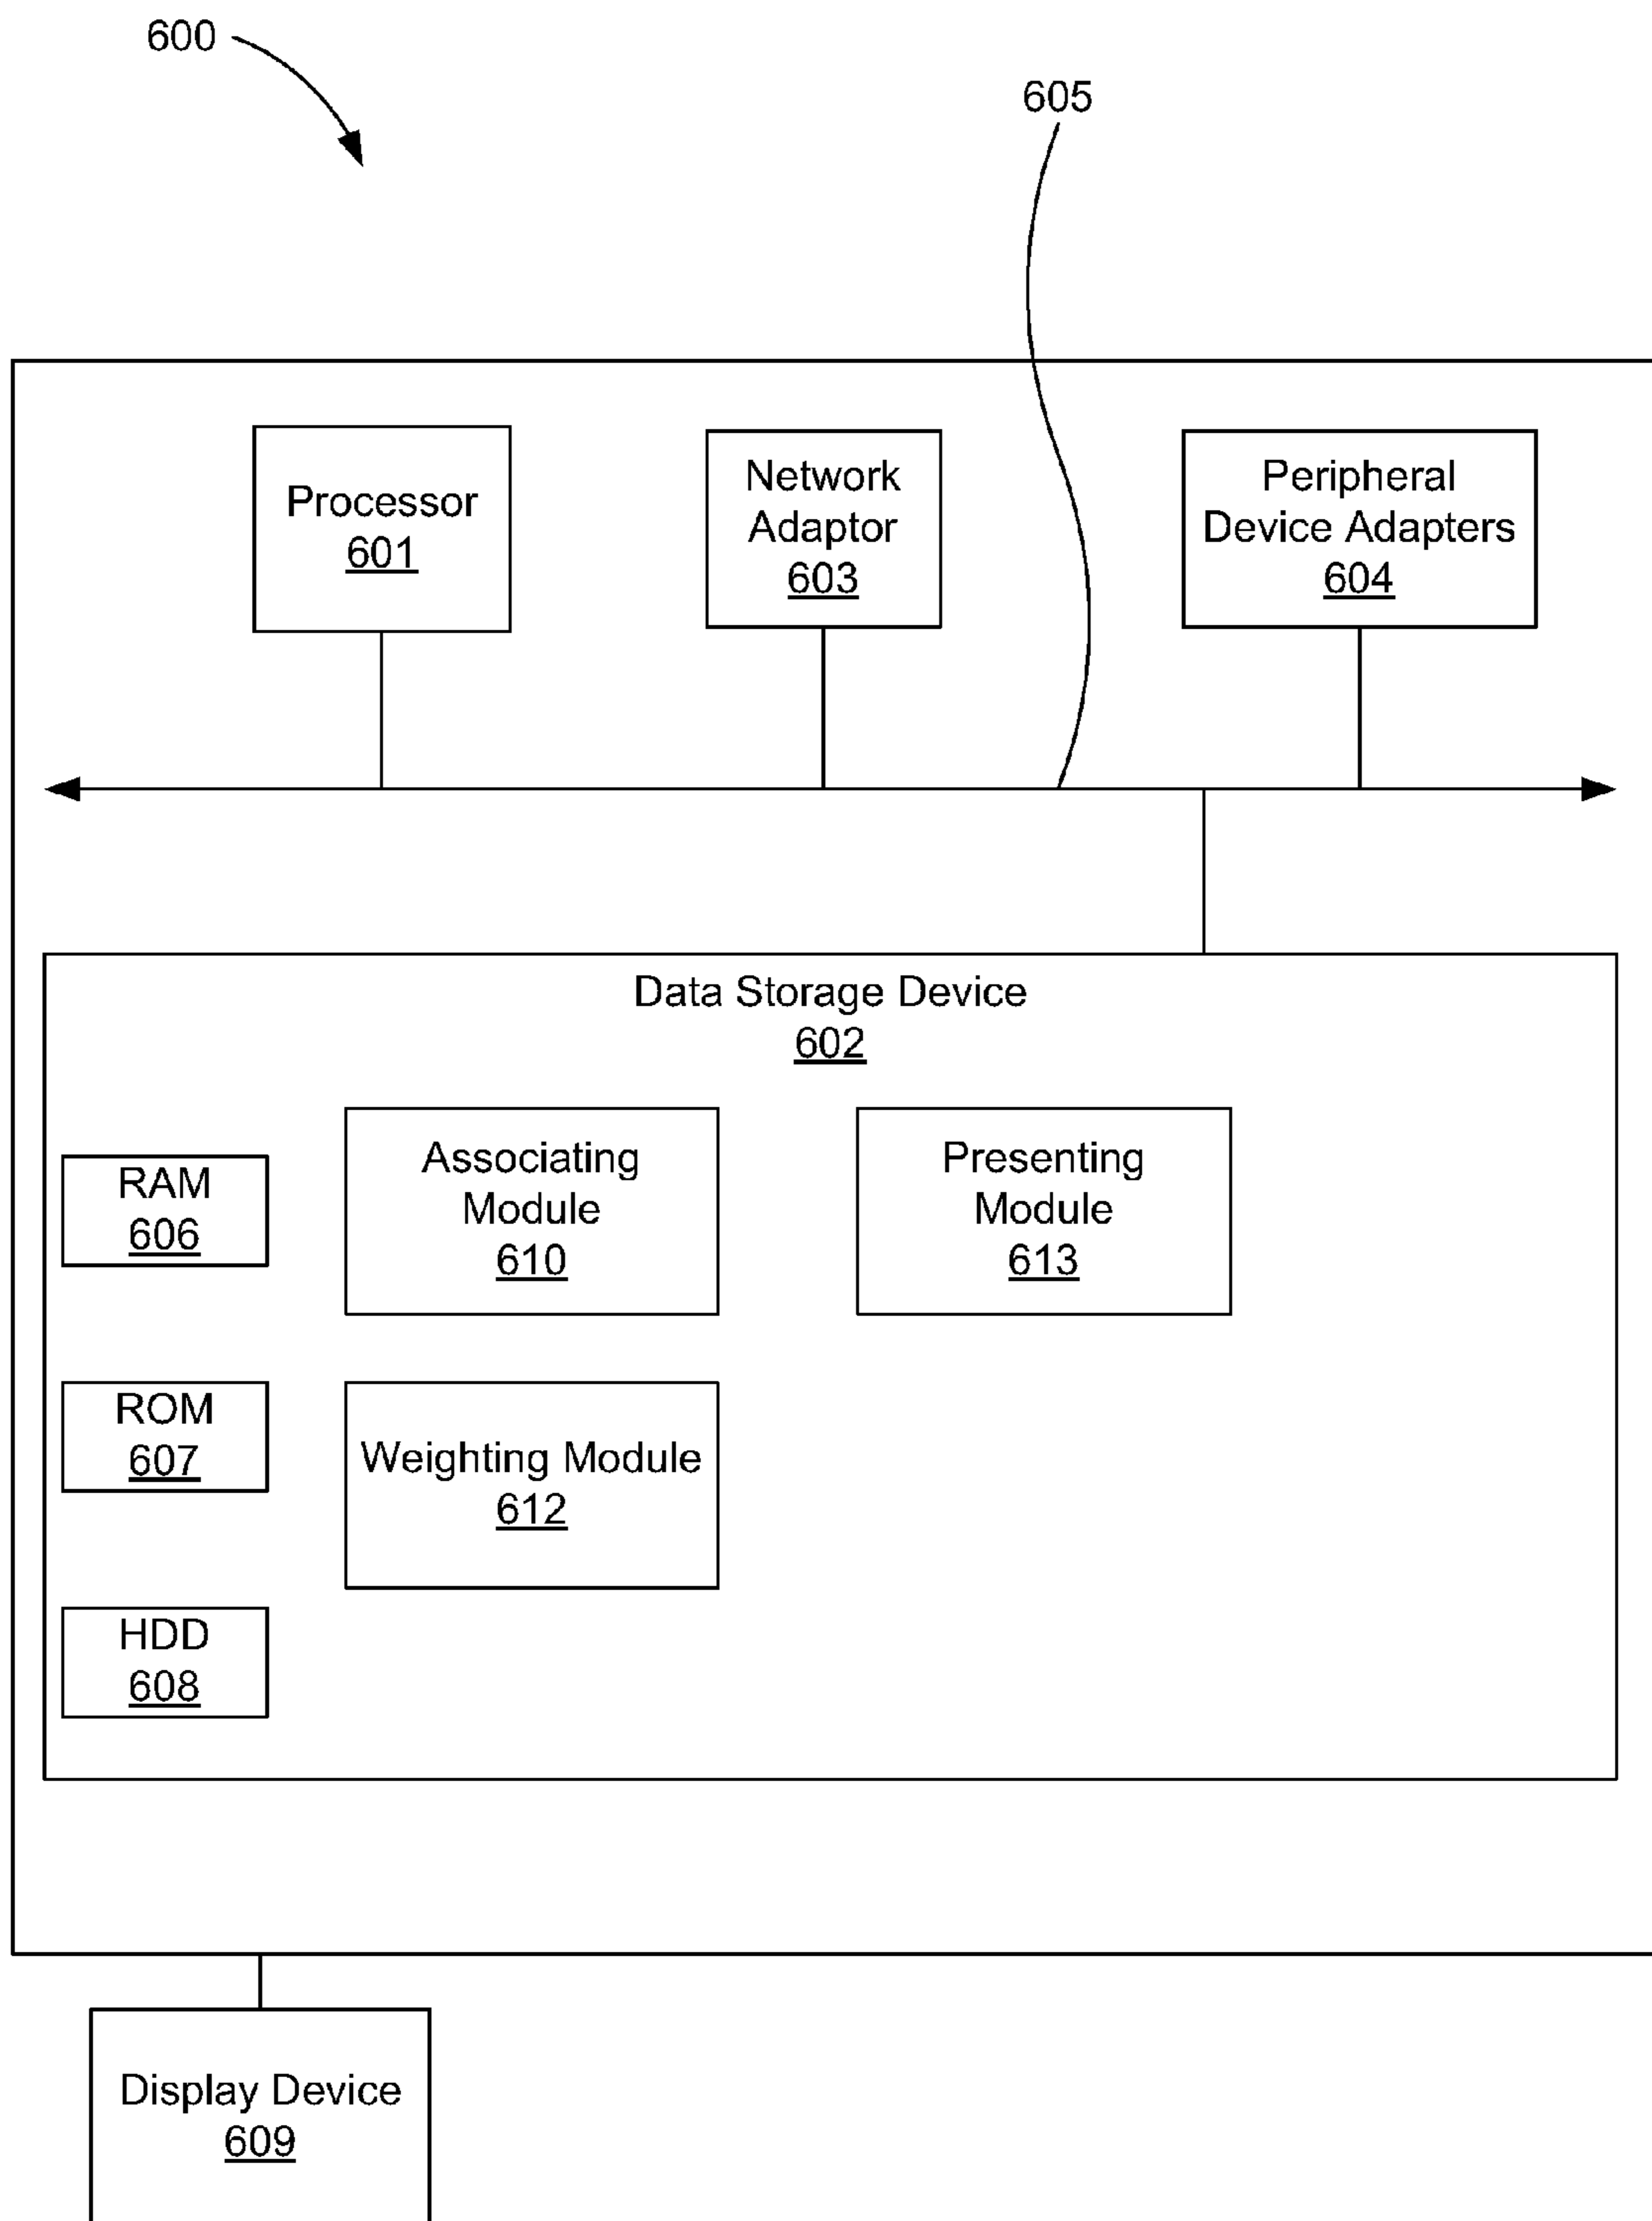 600
605
Processor
601
Network
Adaptor
603
Peripheral
Device Adapters
604
Data Storage Device
602
RAM
606
Associating
Module
610
Presenting
Module
613
ROM
607
Weighting Module
612
HDD
608
Display Device
609